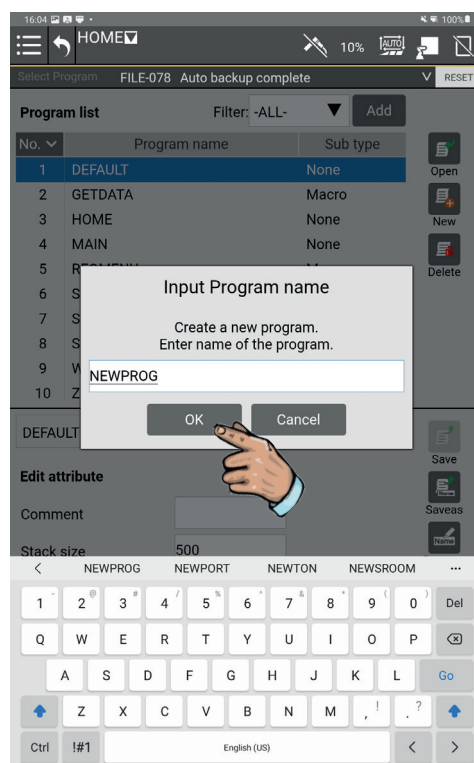 16:04 100%
HOME 10% AUTO
Select Program FILE-078 Auto backup complete RESET
Program list Filter: -ALL- Add
No. Program name Sub type
1 DEFAULT None Open
2 GETDATA Macro
3 HOME None New
4 MAIN None
5 Delete
6 S
7 S
8 S
9 W
10 Z
Input Program name
Create a new program.
Enter name of the program.
NEWPROG
OK Cancel
DEFAULT
Save
Edit attribute
Comment Saveas
Stack size 500 Name
< NEWPROG NEWPORT NEWTON NEWSROOM ...
1 - 2 @ 3 # 4 / 5 % 6 ^ 7 & 8 * 9 ( 0 ) Del
Q W E R T Y U I O P
A S D F G H J K L Go
Z X C V B N M , ! . ?
Ctrl !#1 English (US) < >